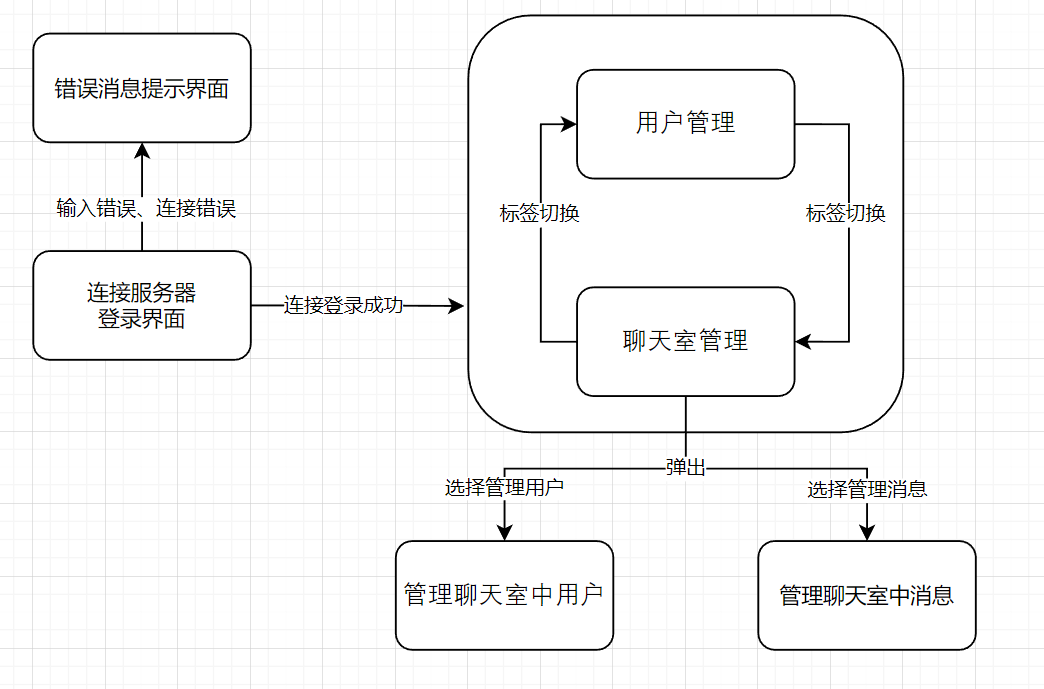 错误消息提示界面
用户管理
输入错误、连接错误
标签切换
标签切换
连接服务器
登录界面
连接登录成功
聊天室管理
弹出
选择管理用户
选择管理消息
管理聊天室中用户
管理聊天室中消息